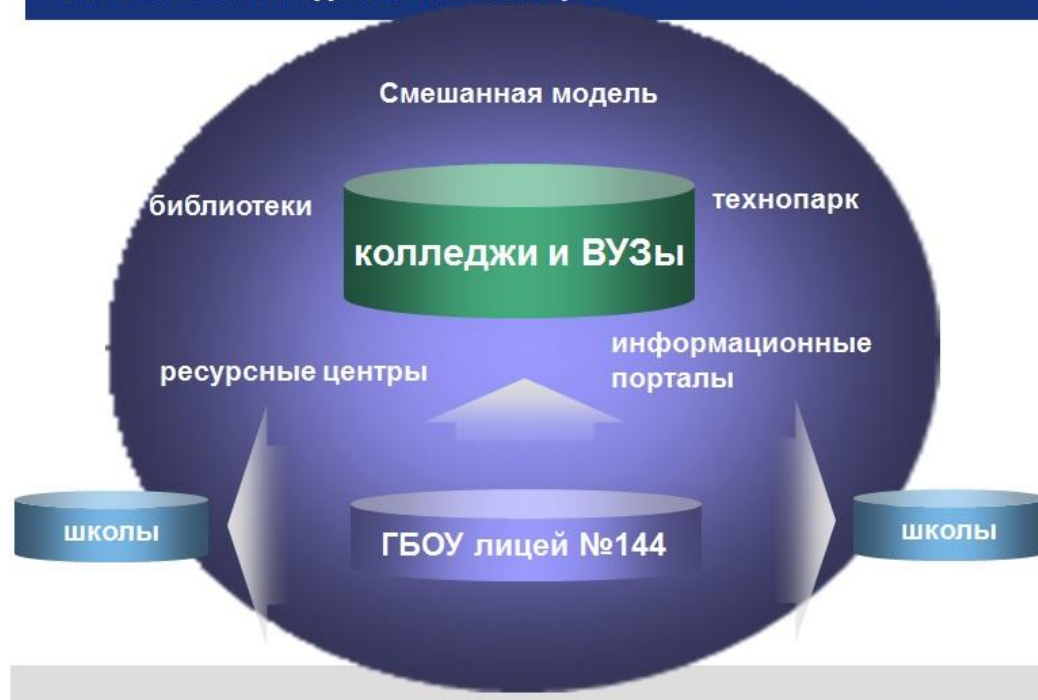 Смешанная модель
библиотеки
технопарк
колледжи и ВУЗы
ресурсные центры
информационные
порталы
школы
ГБОУ лицей №144
школы